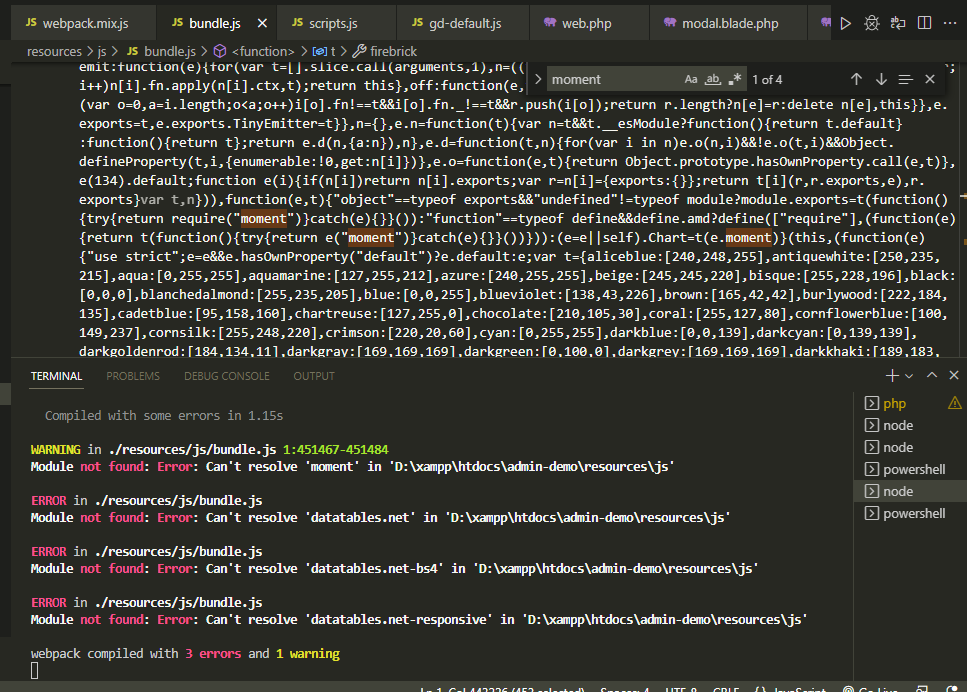 JS webpack.mix.js JS bundle.js JS scripts.js JS gd-default.js web.php modal.blade.php
resources > js > JS bundle.js > <function> > t > firebrick
emit:function(e){for(var t=[].slice.call(arguments,1),n=((
moment Aa ab .* 1 of 4
i++)n[i].fn.apply(n[i].ctx,t);return this},off:function(e,
(var o=0,a=i.length;o<a;o++)i[o].fn!==t&&i[o].fn._!==t&&r.push(i[o]);return r.length?n[e]=r:delete n[e],this}},e.
exports=t,e.exports.TinyEmitter=t}},n={},e.n=function(t){var n=t&&t.__esModule?function(){return t.default}
:function(){return t};return e.d(n,{a:n}),n},e.d=function(t,n){for(var i in n)e.o(n,i)&&!e.o(t,i)&&Object.
defineProperty(t,i,{enumerable:!0,get:n[i]})},e.o=function(e,t){return Object.prototype.hasOwnProperty.call(e,t)},
e(134).default;function e(i){if(n[i])return n[i].exports;var r=n[i]={exports:{}};return t[i](r,r.exports,e),r.
exports}var t,n})),function(e,t){"object"==typeof exports&&"undefined"!=typeof module?module.exports=t(function()
{try{return require("moment")}catch(e){}}()):"function"==typeof define&&define.amd?define(["require"],(function(e)
{return t(function(){try{return e("moment")}catch(e){}}())})):(e=e||self).Chart=t(e.moment)}(this,(function(e)
{"use strict";e=e&&e.hasOwnProperty("default")?e.default:e;var t={aliceblue:[240,248,255],antiquewhite:[250,235,
215],aqua:[0,255,255],aquamarine:[127,255,212],azure:[240,255,255],beige:[245,245,220],bisque:[255,228,196],black:
[0,0,0],blanchedalmond:[255,235,205],blue:[0,0,255],blueviolet:[138,43,226],brown:[165,42,42],burlywood:[222,184,
135],cadetblue:[95,158,160],chartreuse:[127,255,0],chocolate:[210,105,30],coral:[255,127,80],cornflowerblue:[100,
149,237],cornsilk:[255,248,220],crimson:[220,20,60],cyan:[0,255,255],darkblue:[0,0,139],darkcyan:[0,139,139],
darkgoldenrod:[184,134,11],darkgray:[169,169,169],darkgreen:[0,100,0],darkgrey:[169,169,169],darkkhaki:[189,183,
TERMINAL PROBLEMS DEBUG CONSOLE OUTPUT
Compiled with some errors in 1.15s
WARNING in ./resources/js/bundle.js 1:451467-451484
Module not found: Error: Can't resolve 'moment' in 'D:\xampp\htdocs\admin-demo\resources\js'
ERROR in ./resources/js/bundle.js
Module not found: Error: Can't resolve 'datatables.net' in 'D:\xampp\htdocs\admin-demo\resources\js'
ERROR in ./resources/js/bundle.js
Module not found: Error: Can't resolve 'datatables.net-bs4' in 'D:\xampp\htdocs\admin-demo\resources\js'
ERROR in ./resources/js/bundle.js
Module not found: Error: Can't resolve 'datatables.net-responsive' in 'D:\xampp\htdocs\admin-demo\resources\js'
webpack compiled with 3 errors and 1 warning
php
node
node
powershell
node
powershell
Spaces: 4 UTF-8 CRLF {} JavaScript Go Live